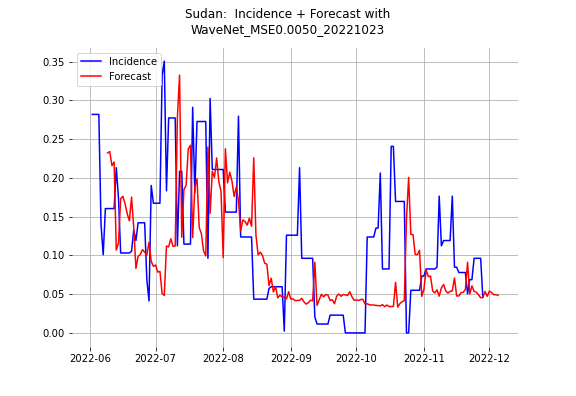 Sudan:  Incidence + Forecast with
WaveNet_MSE0.0050_20221023
Incidence
Forecast
0.35
0.30
0.25
0.20
0.15
0.10
0.05
0.00
2022-06 2022-07 2022-08 2022-09 2022-10 2022-11 2022-12